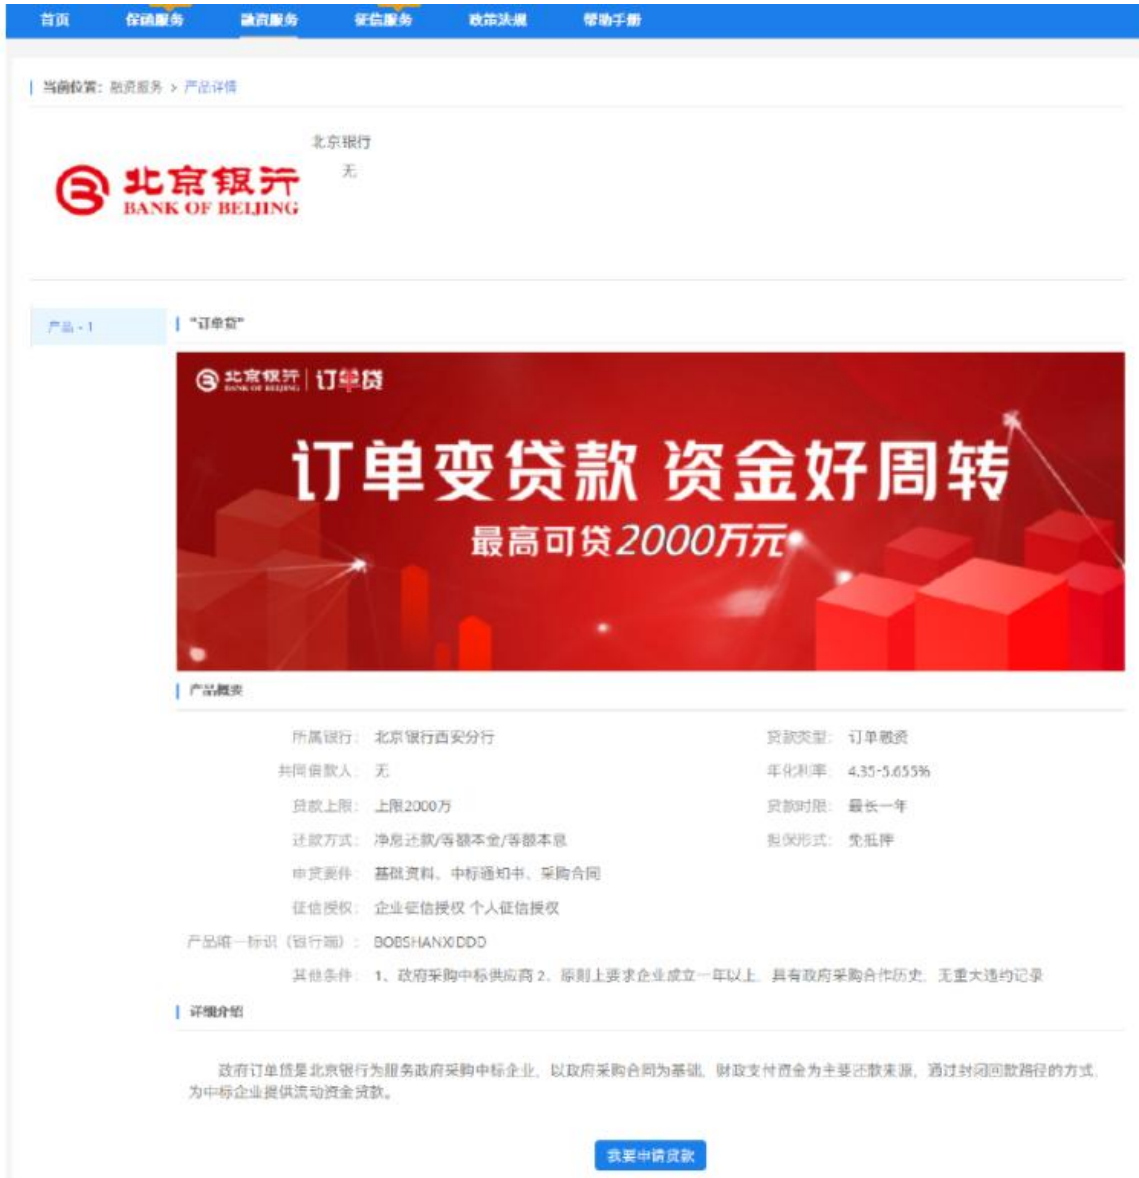 首页 保函服务 融资服务 征信服务 政策法规 帮助手册
当前位置：融资服务 > 产品详情
北京银行
无
北京银行
BANK OF BEIJING
产品 - 1
"订单贷"
北京银行 BANK OF BEIJING 订单贷
订单变贷款 资金好周转
最高可贷2000万元
产品概要
所属银行： 北京银行西安分行 贷款类型： 订单融资
共同借款人： 无 年化利率： 4.35-5.655%
贷款上限： 上限2000万 贷款时限： 最长一年
还款方式： 净息还款/等额本金/等额本息 担保形式： 免抵押
申贷要件： 基础资料、中标通知书、采购合同
征信授权： 企业征信授权 个人征信授权
产品唯一标识（银行端）： BOBSHANXIDDD
其他条件： 1、政府采购中标供应商 2、原则上要求企业成立一年以上，具有政府采购合作历史，无重大违约记录
详细介绍
政府订单贷是北京银行为服务政府采购中标企业，以政府采购合同为基础，财政支付资金为主要还款来源，通过封闭回款路径的方式，
为中标企业提供流动资金贷款。
我要申请贷款